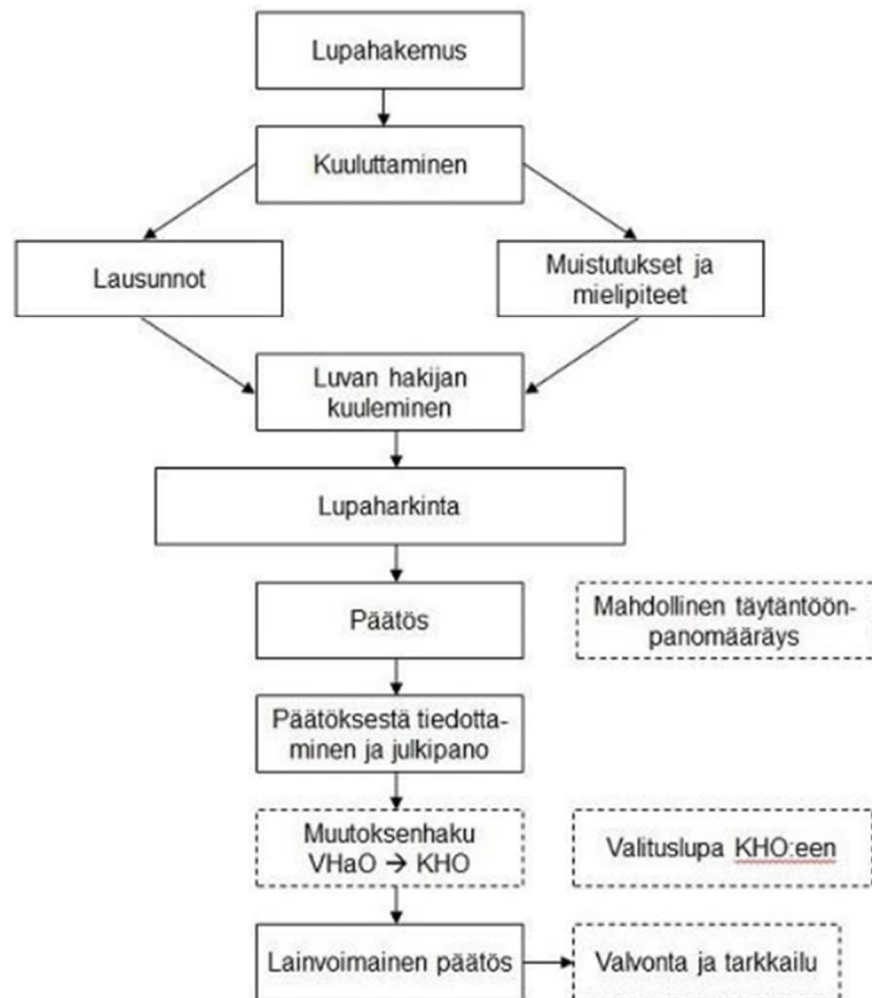 Lupahakemus
Kuuluttaminen
Lausunnot
Muistutukset ja
mielipiteet
Luvan hakijan
kuuleminen
Lupaharkinta
Päätös
Mahdollinen täytäntöön-
panomääräys
Päätöksestä tiedotta-
minen ja julkipano
Muutoksenhaku
VHaO → KHO
Valituslupa KHO:een
Lainvoimainen päätös
Valvonta ja tarkkailu